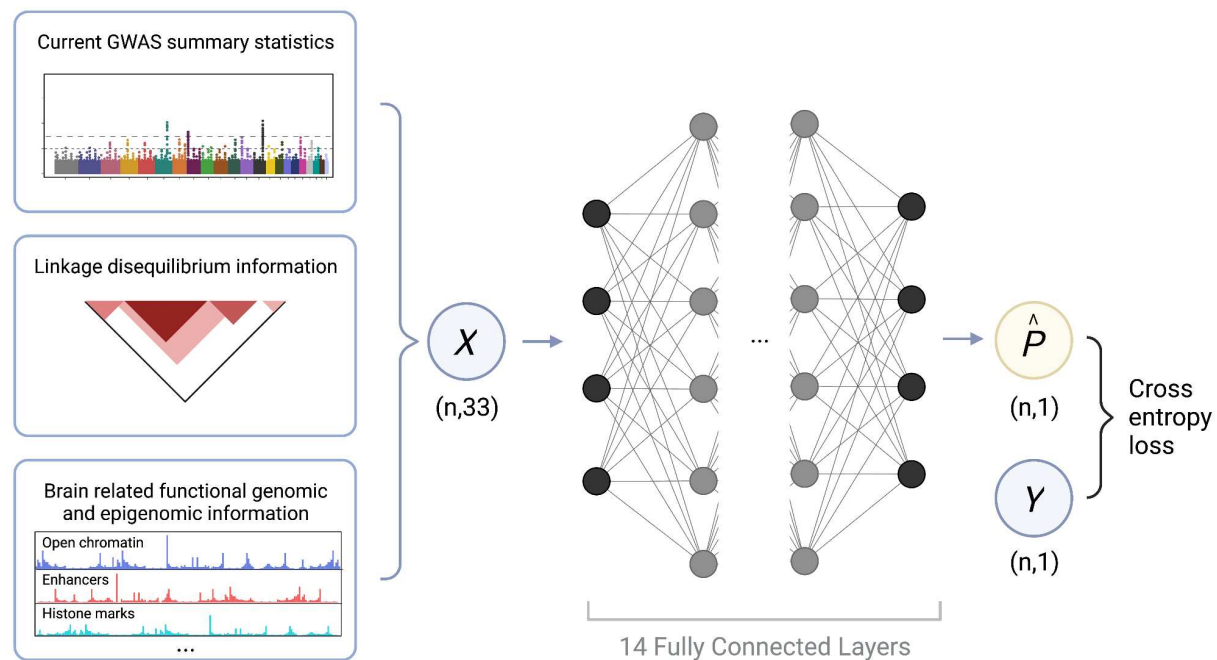 Current GWAS summary statistics
Linkage disequilibrium information
Brain related functional genomic
and epigenomic information
Open chromatin
Enhancers
Histone marks
...
X
(n,33)
...
14 Fully Connected Layers
^
P
(n,1)
Y
(n,1)
Cross
entropy
loss